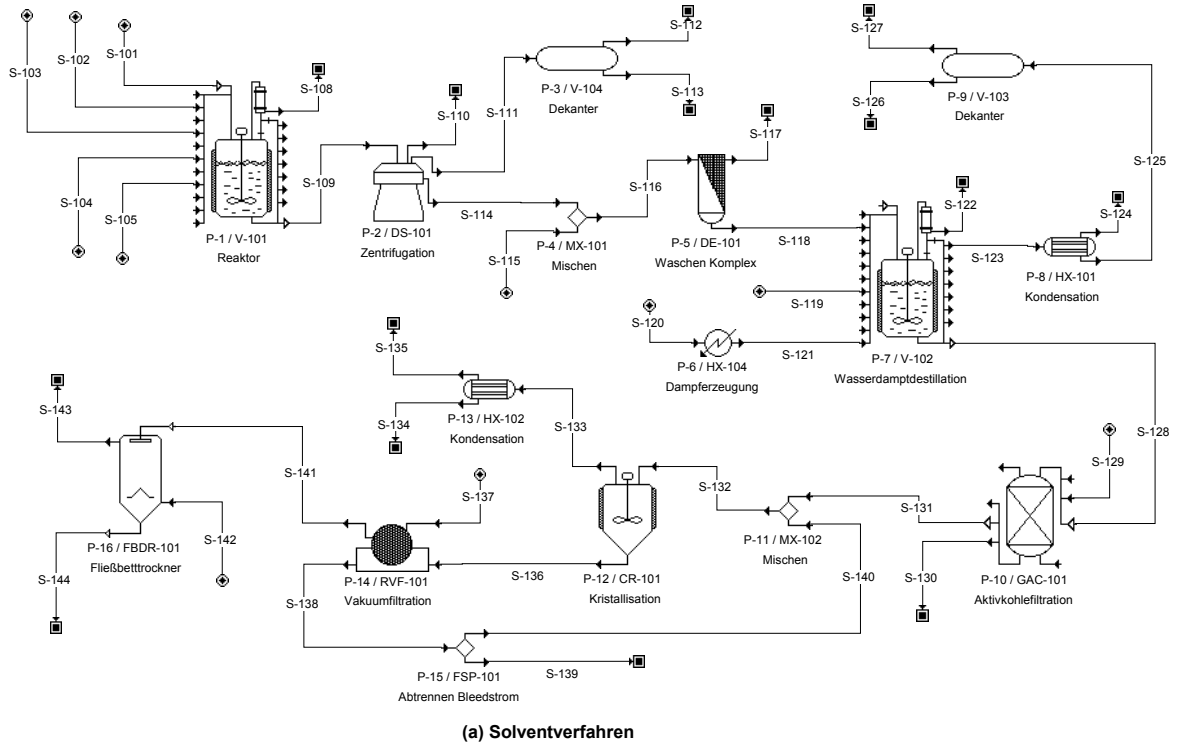 S-101
S-102
S-103
S-104
S-105
S-108
P-1 / V-101
Reaktor
S-109
S-110
P-2 / DS-101
Zentrifugation
S-111
S-112
S-113
P-3 / V-104
Dekanter
S-114
S-115
P-4 / MX-101
Mischen
S-116
S-117
P-5 / DE-101
Waschen Komplex
S-118
S-119
S-120
P-6 / HX-104
Dampferzeugung
S-121
S-122
P-7 / V-102
Wasserdamptdestillation
S-123
S-124
P-8 / HX-101
Kondensation
S-125
S-126
S-127
P-9 / V-103
Dekanter
S-128
S-129
S-130
P-10 / GAC-101
Aktivkohlefiltration
S-131
P-11 / MX-102
Mischen
S-132
S-133
P-12 / CR-101
Kristallisation
S-134
S-135
P-13 / HX-102
Kondensation
S-136
S-137
P-14 / RVF-101
Vakuumfiltration
S-138
S-139
S-140
P-15 / FSP-101
Abtrennen Bleedstrom
S-141
S-142
S-143
S-144
P-16 / FBDR-101
Fließbetttrockner
(a) Solventverfahren